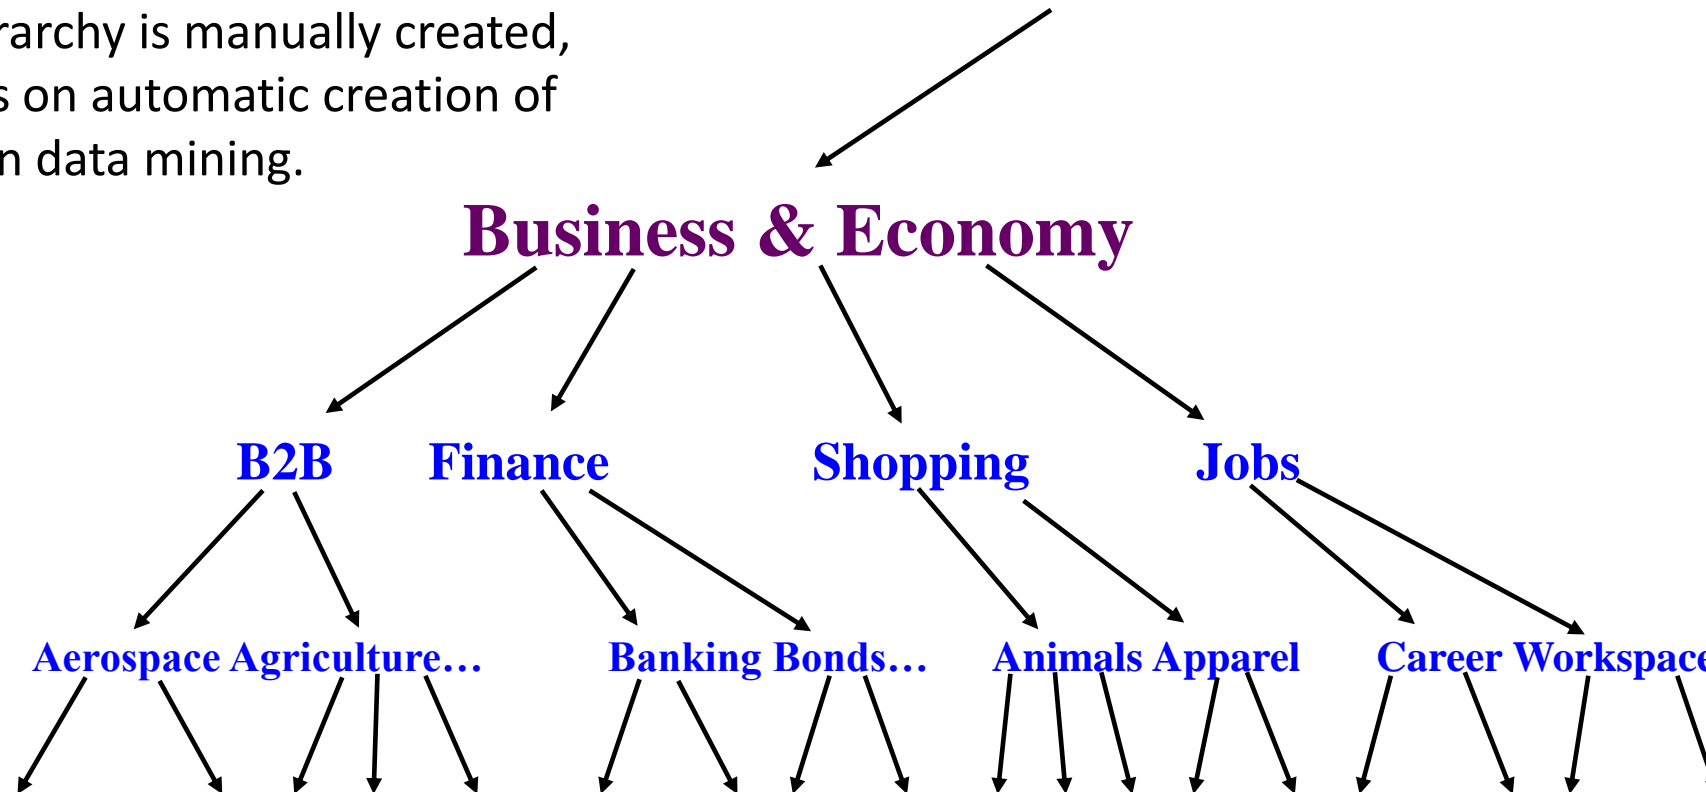 rarchy is manually created,
s on automatic creation of
n data mining.
Business & Economy
B2B Finance Shopping Jobs
Aerospace Agriculture… Banking Bonds… Animals Apparel Career Workspace